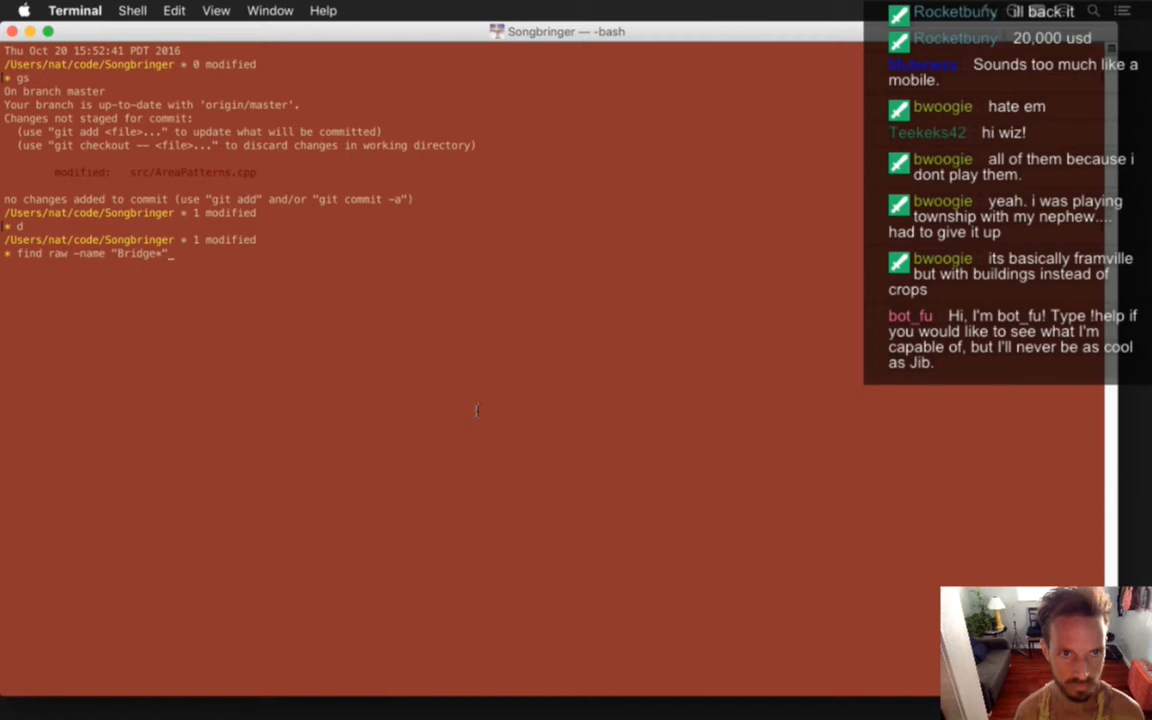 Terminal Shell Edit View Window Help
Songbringer — -bash
Thu Oct 20 15:52:41 PDT 2016
/Users/nat/code/Songbringer * 0 modified
* gs
On branch master
Your branch is up-to-date with 'origin/master'.
Changes not staged for commit:
(use "git add <file>..." to update what will be committed)
(use "git checkout -- <file>..." to discard changes in working directory)
modified: src/AreaPatterns.cpp
no changes added to commit (use "git add" and/or "git commit -a")
/Users/nat/code/Songbringer * 1 modified
* d
/Users/nat/code/Songbringer * 1 modified
* find raw -name "Bridge*"_
Rocketbuny ill back it
Rocketbuny 20,000 usd
Muteness Sounds too much like a
mobile.
bwoogie hate em
Teekeks42 hi wiz!
bwoogie all of them because i
dont play them.
bwoogie yeah. i was playing
township with my nephew....
had to give it up
bwoogie its basically framville
but with buildings instead of
crops
bot_fu Hi, I'm bot_fu! Type !help if
you would like to see what I'm
capable of, but I'll never be as cool
as Jib.